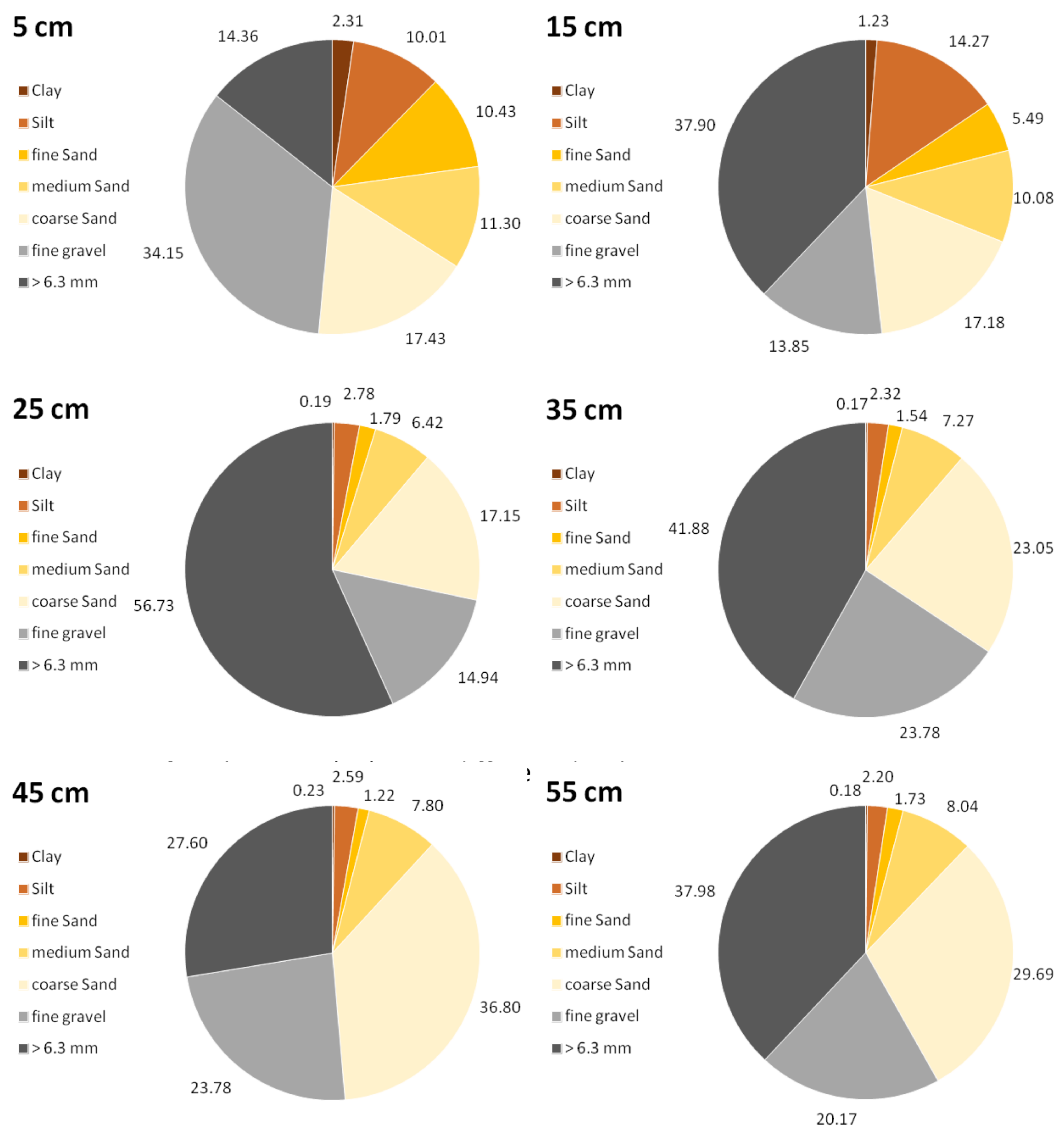 5 cm
2.31
10.01
10.43
11.30
17.43
34.15
14.36
Clay
Silt
fine Sand
medium Sand
coarse Sand
fine gravel
> 6.3 mm
15 cm
1.23
14.27
5.49
10.08
17.18
13.85
37.90
Clay
Silt
fine Sand
medium Sand
coarse Sand
fine gravel
> 6.3 mm
25 cm
0.19
2.78
1.79
6.42
17.15
14.94
56.73
Clay
Silt
fine Sand
medium Sand
coarse Sand
fine gravel
> 6.3 mm
35 cm
0.17
2.32
1.54
7.27
23.05
23.78
41.88
Clay
Silt
fine Sand
medium Sand
coarse Sand
fine gravel
> 6.3 mm
45 cm
0.23
2.59
1.22
7.80
36.80
23.78
27.60
Clay
Silt
fine Sand
medium Sand
coarse Sand
fine gravel
> 6.3 mm
55 cm
0.18
2.20
1.73
8.04
29.69
20.17
37.98
Clay
Silt
fine Sand
medium Sand
coarse Sand
fine gravel
> 6.3 mm